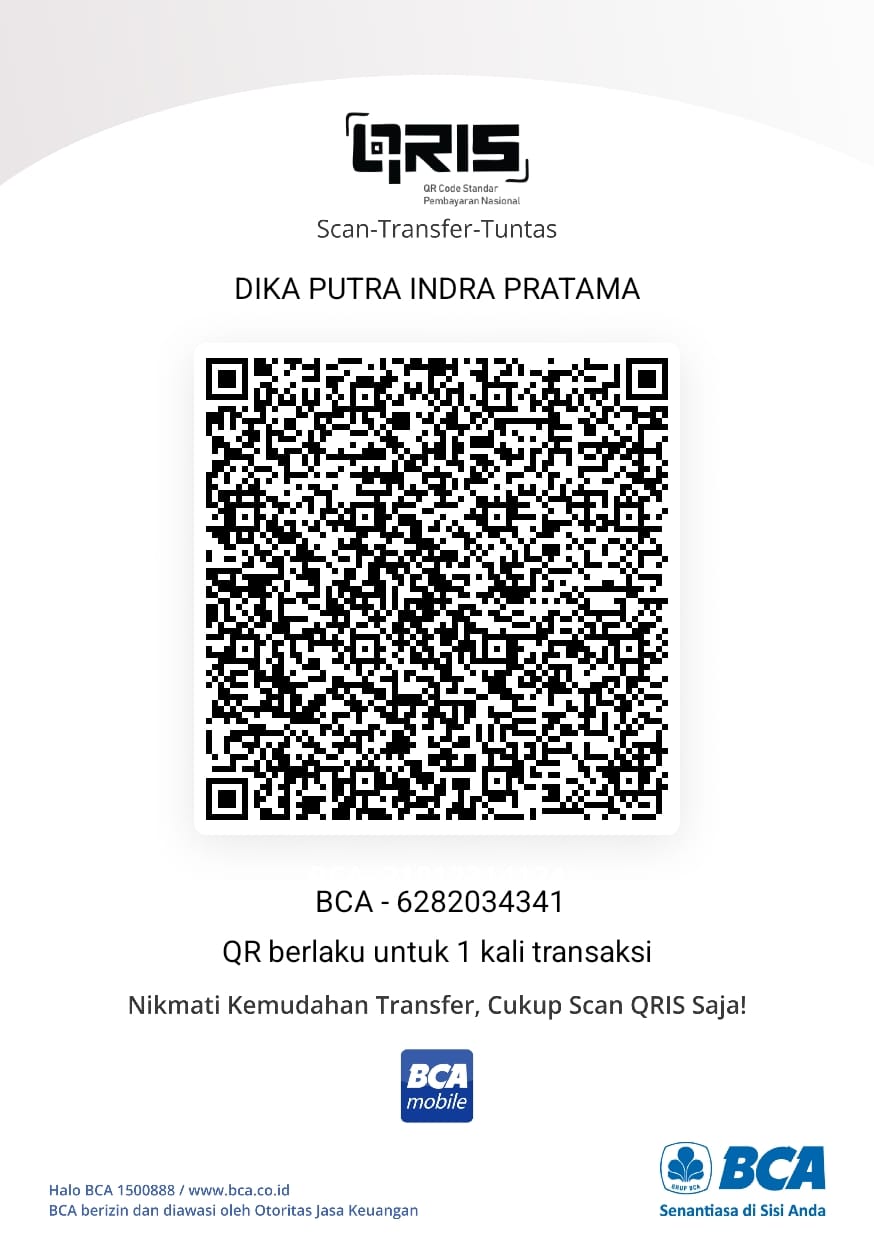 QRIS
QR Code Standar
Pembayaran Nasional
Scan-Transfer-Tuntas
DIKA PUTRA INDRA PRATAMA
BCA - 6282034341
QR berlaku untuk 1 kali transaksi
Nikmati Kemudahan Transfer, Cukup Scan QRIS Saja!
BCA
mobile
GRUP BCA
BCA
Senantiasa di Sisi Anda
Halo BCA 1500888 / www.bca.co.id
BCA berizin dan diawasi oleh Otoritas Jasa Keuangan